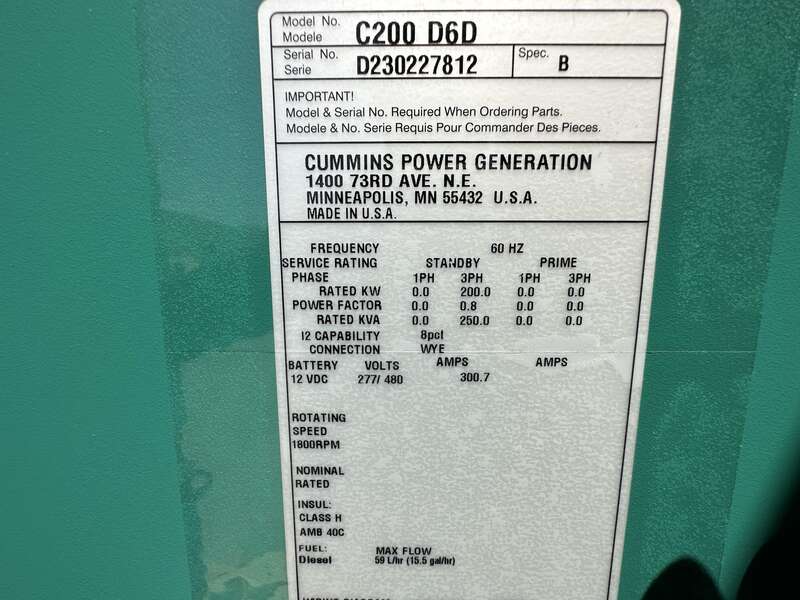 Model No. C200 D6D
Modele
Serial No. D230227812 Spec. B
Serie
IMPORTANT!
Model & Serial No. Required When Ordering Parts.
Modele & No. Serie Requis Pour Commander Des Pieces.
CUMMINS POWER GENERATION
1400 73RD AVE. N.E.
MINNEAPOLIS, MN 55432 U.S.A.
MADE IN U.S.A.
FREQUENCY 60 HZ
SERVICE RATING STANDBY PRIME
PHASE 1PH 3PH 1PH 3PH
RATED KW 0.0 200.0 0.0 0.0
POWER FACTOR 0.0 0.8 0.0 0.0
RATED KVA 0.0 250.0 0.0 0.0
I2 CAPABILITY 8pct
CONNECTION WYE
BATTERY VOLTS AMPS AMPS
12 VDC 277/ 480 300.7
ROTATING
SPEED
1800RPM
NOMINAL
RATED
INSUL:
CLASS H
AMB 40C
FUEL: MAX FLOW
Diesel 59 L/hr (15.5 gal/hr)